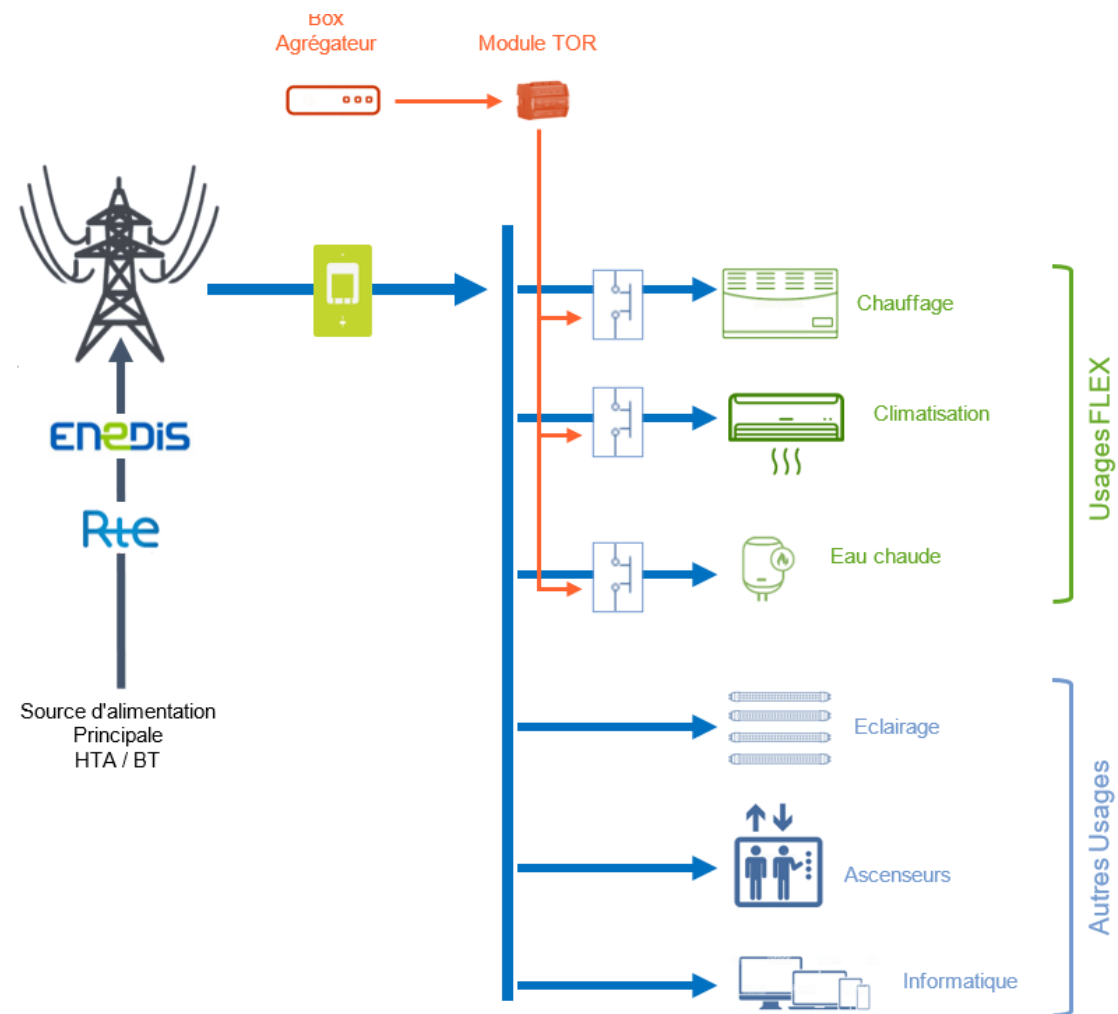 Box
Agrégateur
Module TOR
Chauffage
Climatisation
Eau chaude
Usages FLEX
ENEDIS
Rte
Source d'alimentation
Principale
HTA / BT
Eclairage
Ascenseurs
Informatique
Autres Usages